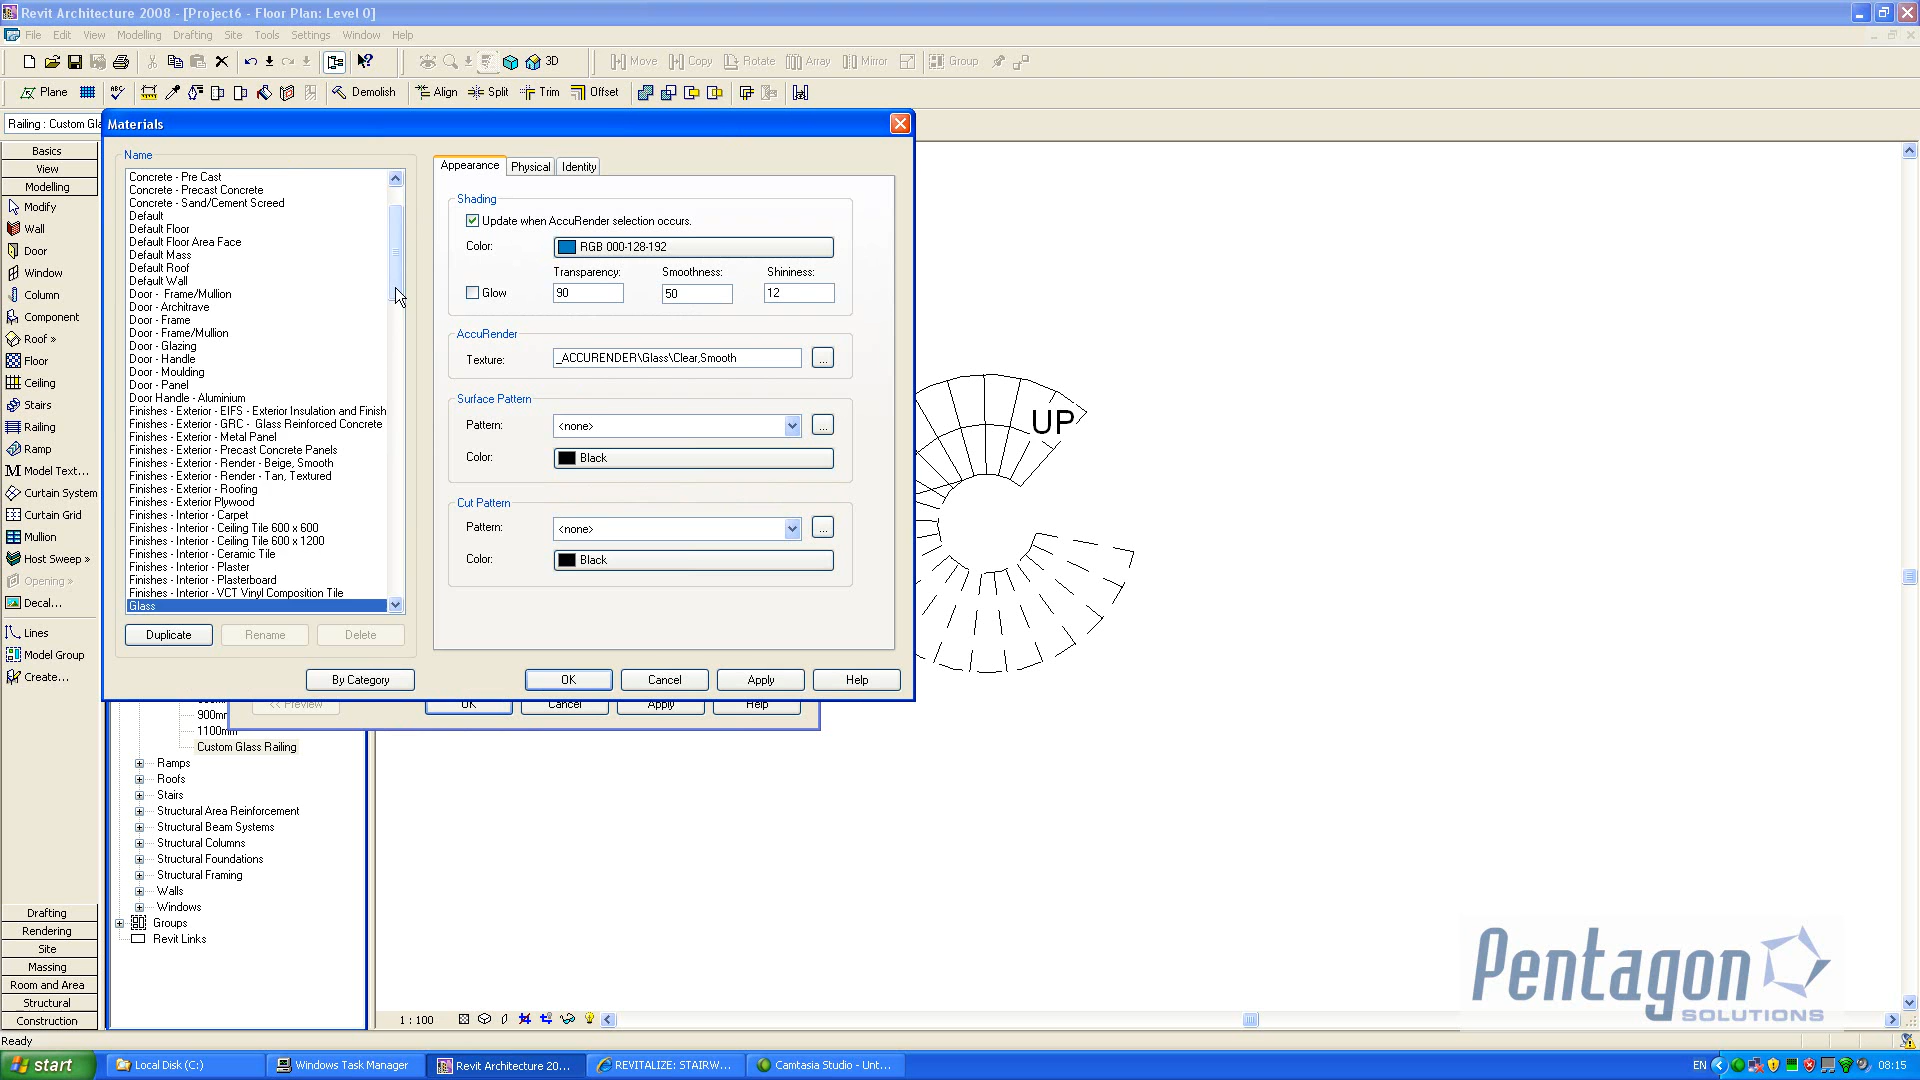 Revit Architecture 2008 - [Project6 - Floor Plan: Level 0]
File Edit View Modelling Drafting Site Tools Settings Window Help
3D Move Copy Rotate Array Mirror Group
Plane Demolish Align Split Trim Offset
Railing : Custom Gla
Materials
Basics
View
Modelling
Modify
Wall
Door
Window
Column
Component
Roof »
Floor
Ceiling
Stairs
Railing
Ramp
Model Text...
Curtain System
Curtain Grid
Mullion
Host Sweep »
Opening »
Decal...
Lines
Model Group
Create...
Drafting
Rendering
Site
Massing
Room and Area
Structural
Construction
Name
Concrete - Pre Cast
Concrete - Precast Concrete
Concrete - Sand/Cement Screed
Default
Default Floor
Default Floor Area Face
Default Mass
Default Roof
Default Wall
Door - Frame/Mullion
Door - Architrave
Door - Frame
Door - Frame/Mullion
Door - Glazing
Door - Handle
Door - Moulding
Door - Panel
Door Handle - Aluminium
Finishes - Exterior - EIFS - Exterior Insulation and Finish
Finishes - Exterior - GRC - Glass Reinforced Concrete
Finishes - Exterior - Metal Panel
Finishes - Exterior - Precast Concrete Panels
Finishes - Exterior - Render - Beige, Smooth
Finishes - Exterior - Render - Tan, Textured
Finishes - Exterior - Roofing
Finishes - Exterior Plywood
Finishes - Interior - Carpet
Finishes - Interior - Ceiling Tile 600 x 600
Finishes - Interior - Ceiling Tile 600 x 1200
Finishes - Interior - Ceramic Tile
Finishes - Interior - Plaster
Finishes - Interior - Plasterboard
Finishes - Interior - VCT Vinyl Composition Tile
Glass
Duplicate Rename Delete
By Category OK Cancel Apply Help
Appearance Physical Identity
Shading
Update when AccuRender selection occurs.
Color: RGB 000-128-192
Transparency: Smoothness: Shininess:
Glow 90 50 12
AccuRender
Texture: _ACCURENDER\Glass\Clear,Smooth ...
Surface Pattern
Pattern: <none> ...
Color: Black
Cut Pattern
Pattern: <none> ...
Color: Black
<< Preview OK Cancel Apply Help
900m
1100mm
Custom Glass Railing
Ramps
Roofs
Stairs
Structural Area Reinforcement
Structural Beam Systems
Structural Columns
Structural Foundations
Structural Framing
Walls
Windows
Groups
Revit Links
UP
Pentagon
SOLUTIONS
1 : 100
Ready
start Local Disk (C:) Windows Task Manager Revit Architecture 20... REVITALIZE: STAIRW... Camtasia Studio - Unt... EN 08:15